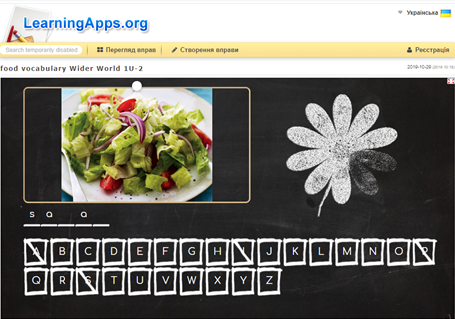 LearningApps.org
Українська
Search temporarily disabled
Перегляд вправ
Створення вправи
Реєстрація
food vocabulary Wider World 1U-2
2019-10-29
s a _ a _
A B C D E F G H I J K L M N O P
Q R S T U V W X Y Z